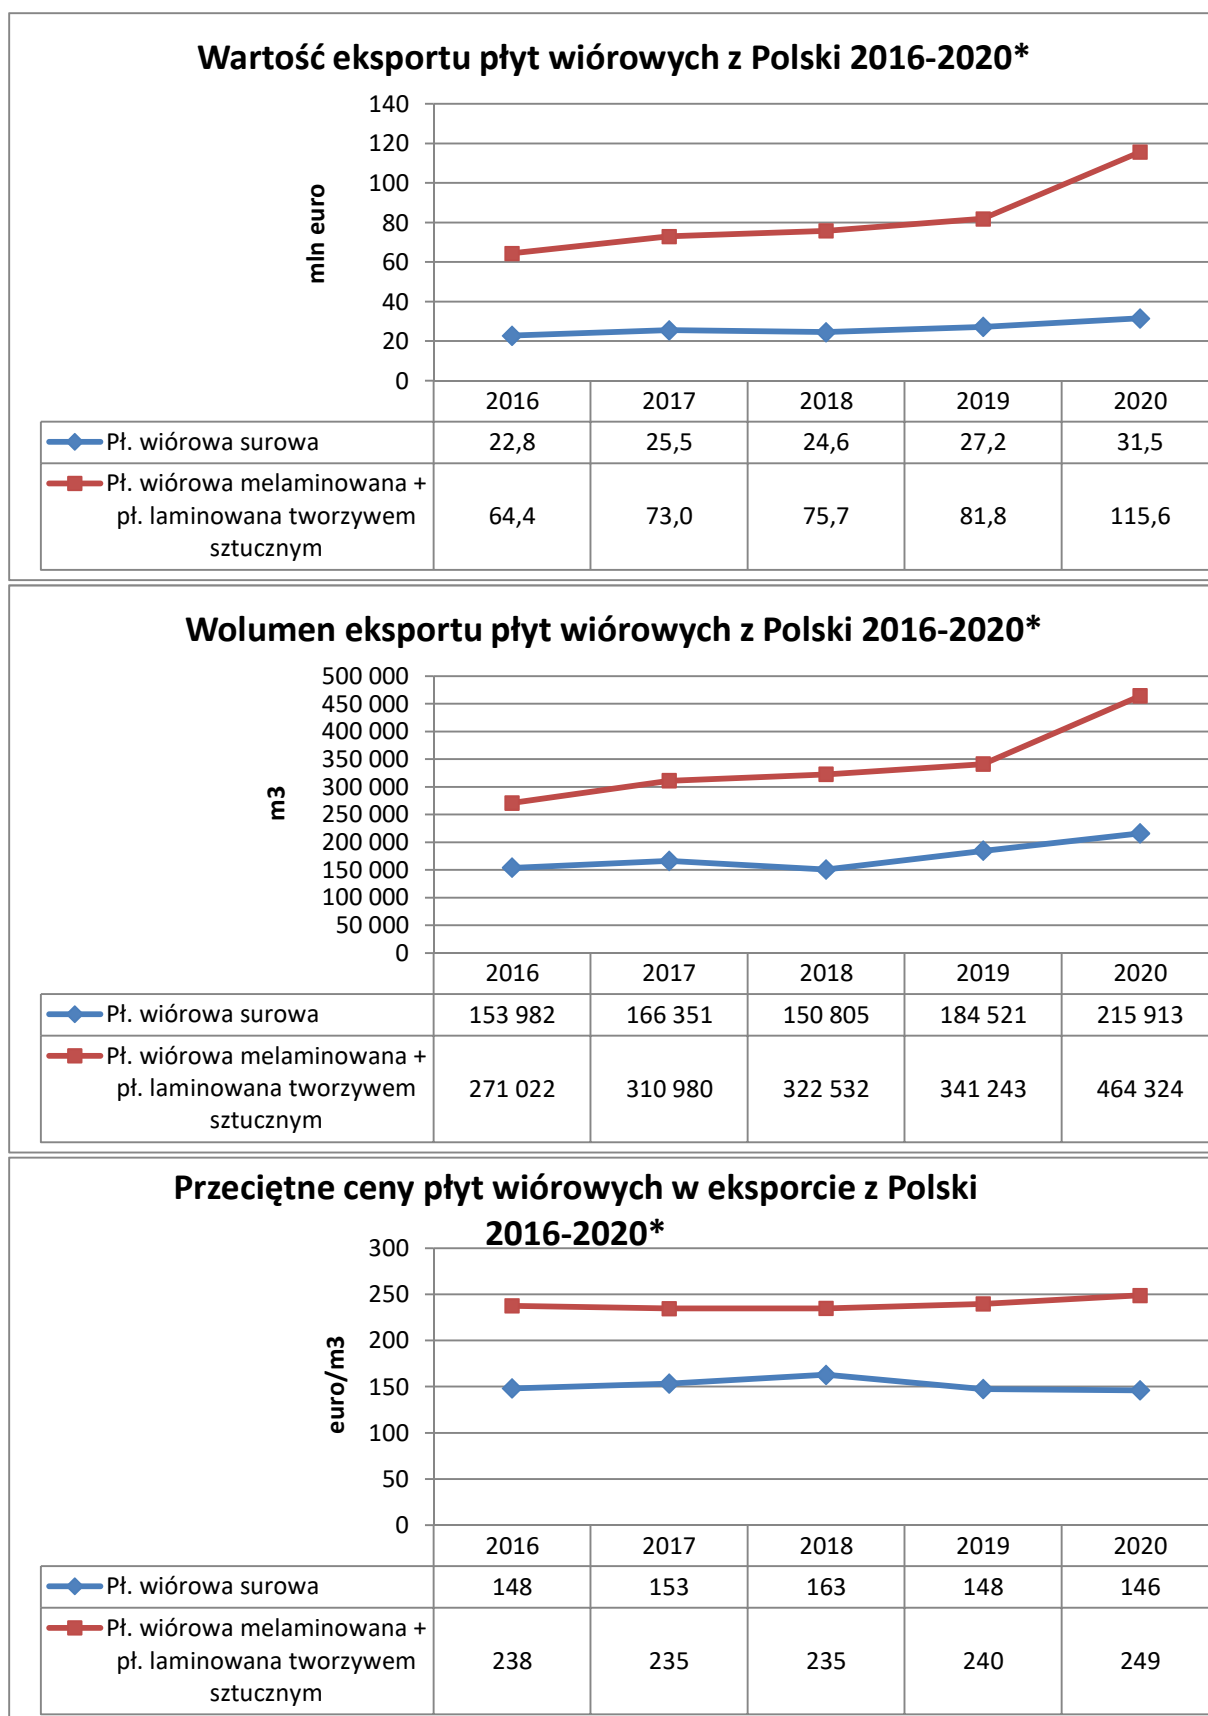 Wartość eksportu płyt wiórowych z Polski 2016-2020*
140
120
100
80
60
40
20
0
mln euro
2016 2017 2018 2019 2020
Pł. wiórowa surowa 22,8 25,5 24,6 27,2 31,5
Pł. wiórowa melaminowana +
pł. laminowana tworzywem
sztucznym
64,4 73,0 75,7 81,8 115,6
Wolumen eksportu płyt wiórowych z Polski 2016-2020*
500 000
450 000
400 000
350 000
300 000
250 000
200 000
150 000
100 000
50 000
0
m3
2016 2017 2018 2019 2020
Pł. wiórowa surowa 153 982 166 351 150 805 184 521 215 913
Pł. wiórowa melaminowana +
pł. laminowana tworzywem
sztucznym
271 022 310 980 322 532 341 243 464 324
Przeciętne ceny płyt wiórowych w eksporcie z Polski
2016-2020*
300
250
200
150
100
50
0
euro/m3
2016 2017 2018 2019 2020
Pł. wiórowa surowa 148 153 163 148 146
Pł. wiórowa melaminowana +
pł. laminowana tworzywem
sztucznym
238 235 235 240 249